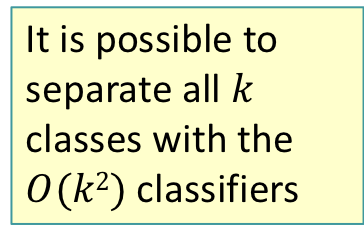 It is possible to
separate all k
classes with the
O(k²) classifiers